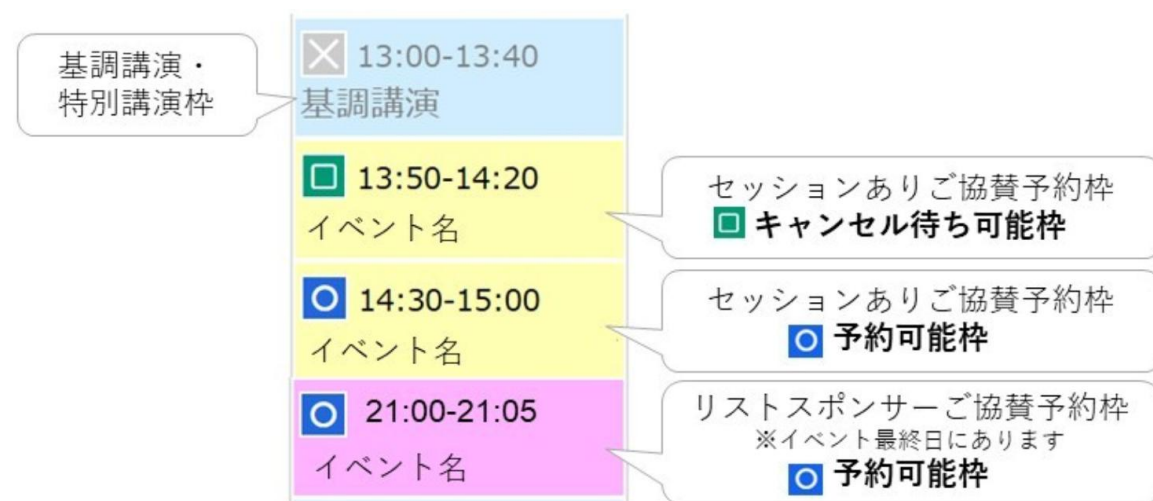 基調講演・
特別講演枠
13:00-13:40
基調講演
13:50-14:20
イベント名
セッションありご協賛予約枠
キャンセル待ち可能枠
14:30-15:00
イベント名
セッションありご協賛予約枠
予約可能枠
21:00-21:05
イベント名
リストスポンサーご協賛予約枠
※イベント最終日にあります
予約可能枠